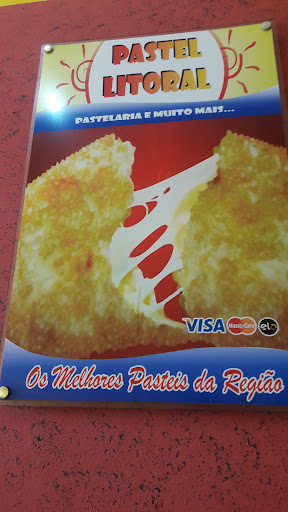 PASTEL
LITORAL
PASTELARIA E MUITO MAIS...
VISA MasterCard elo
Os Melhores Pasteis da Região